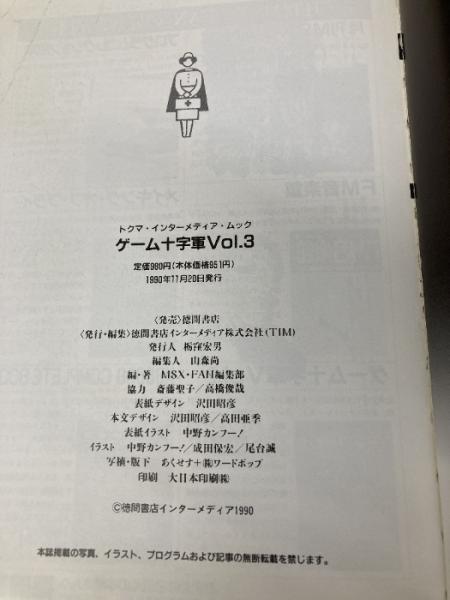 トクマ・インターメディア・ムック
ゲーム十字軍Vol.3
定価980円(本体価格951円)
1990年11月20日発行
〈発売〉徳間書店
〈発行・編集〉徳間書店インターメディア株式会社(TIM)
発行人 栃窪宏男
編集人 山森尚
編・著 MSX・FAN編集部
協力 斎藤聖子/高橋俊哉
表紙デザイン 沢田昭彦
本文デザイン 沢田昭彦/高田亜季
表紙イラスト 中野カンフー!
イラスト 中野カンフー!/成田保宏/尾台誠
写植・版下 あくせす+㈱ワードポップ
印刷 大日本印刷㈱
©徳間書店インターメディア1990
本誌掲載の写真、イラスト、プログラムおよび記事の無断転載を禁じます。